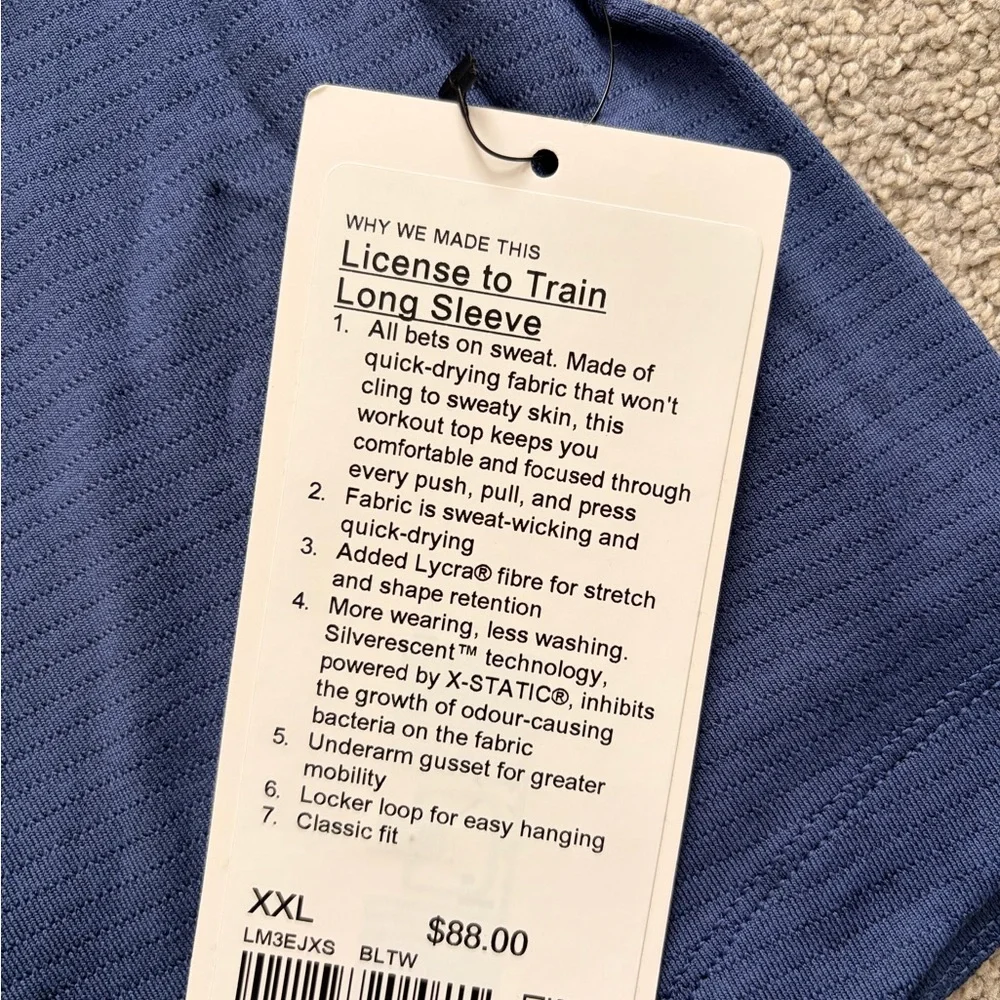 WHY WE MADE THIS
License to Train
Long Sleeve
1. All bets on sweat. Made of
quick-drying fabric that won't
cling to sweaty skin, this
workout top keeps you
comfortable and focused through
every push, pull, and press
2. Fabric is sweat-wicking and
quick-drying
3. Added Lycra® fibre for stretch
and shape retention
4. More wearing, less washing.
Silverescent™ technology,
powered by X-STATIC®, inhibits
the growth of odour-causing
bacteria on the fabric
5. Underarm gusset for greater
mobility
6. Locker loop for easy hanging
7. Classic fit
XXL $88.00
LM3EJXS BLTW